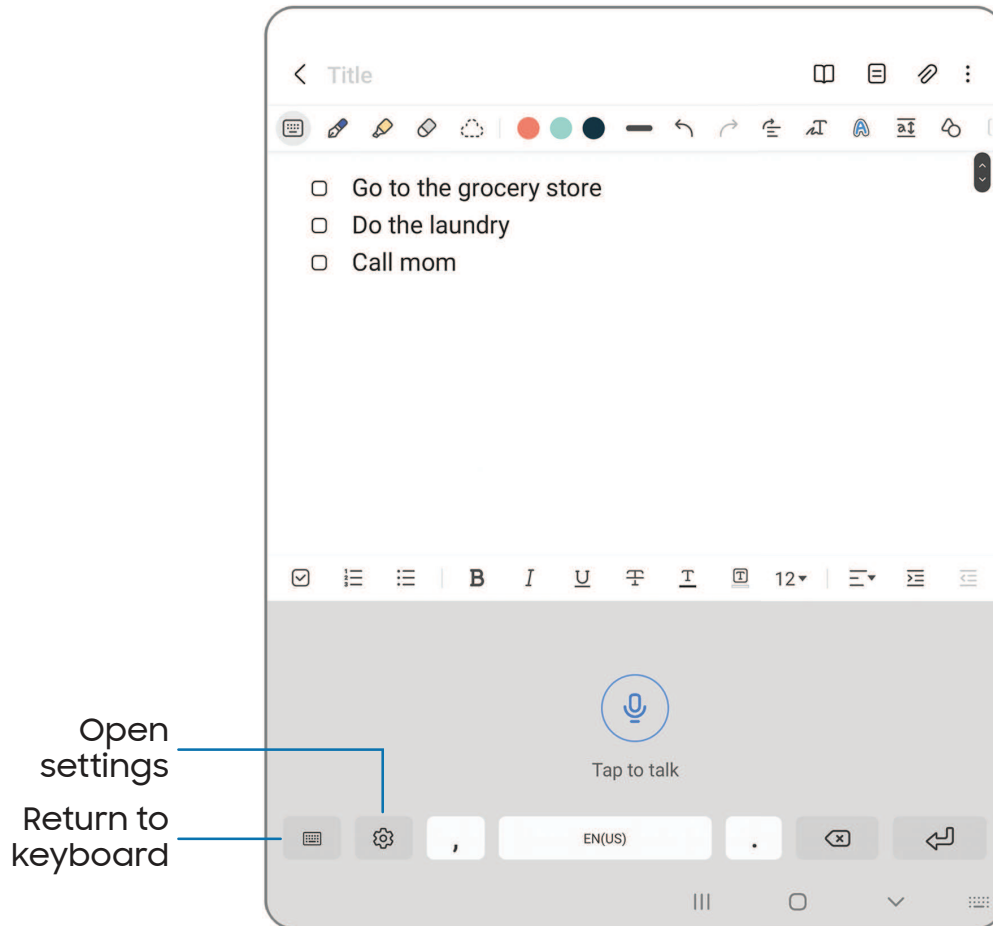 Title
Go to the grocery store
Do the laundry
Call mom
B I U T T T 12
Tap to talk
Open
settings
Return to
keyboard
, EN(US) .